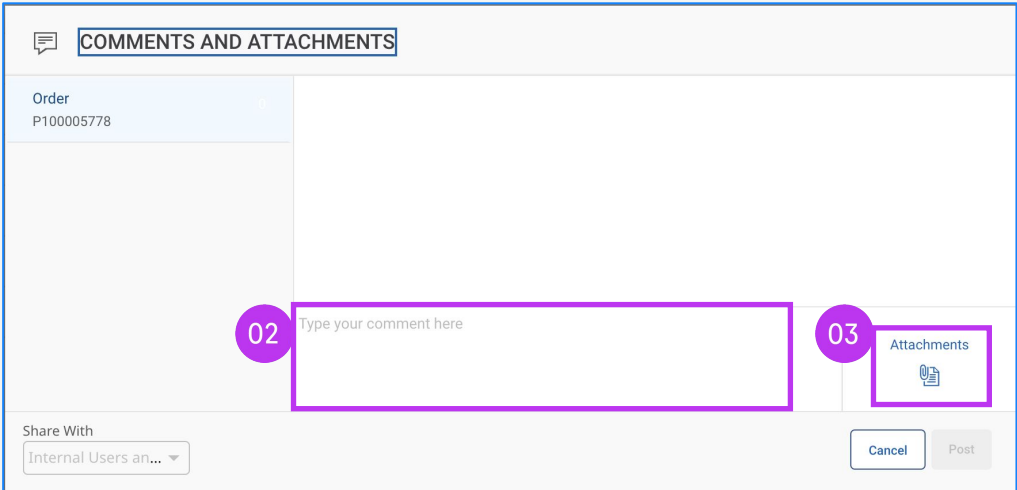 COMMENTS AND ATTACHMENTS
Order
0
P100005778
02
Type your comment here
03
Attachments
Share With
Internal Users an...
Cancel
Post